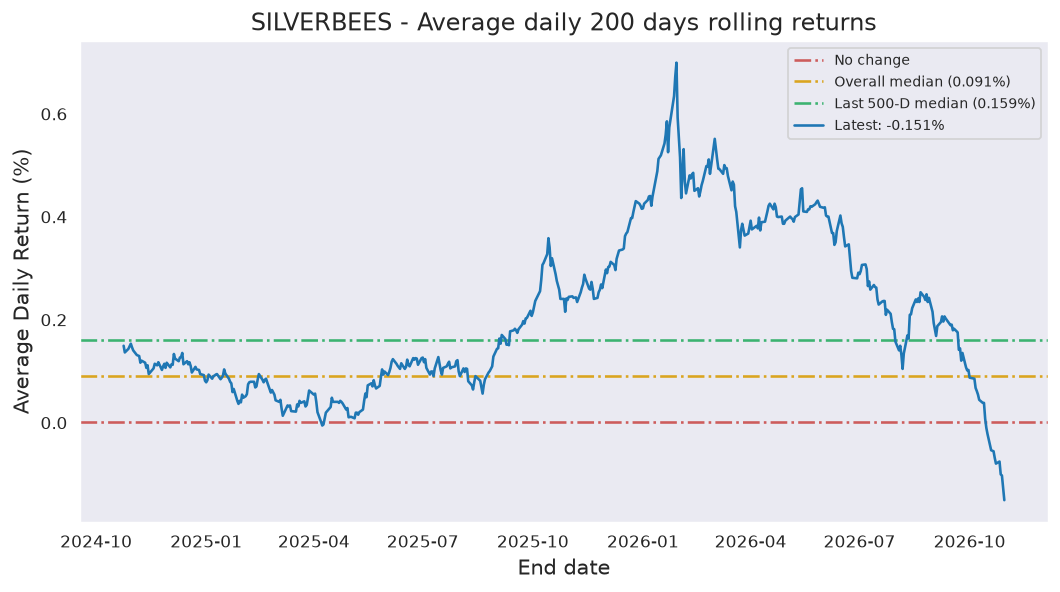 SILVERBEES - Average daily 200 days rolling returns
No change
Overall median (0.091%)
Last 500-D median (0.159%)
Latest: -0.151%
Average Daily Return (%)
0.6
0.4
0.2
0.0
2024-10 2025-01 2025-04 2025-07 2025-10 2026-01 2026-04 2026-07 2026-10
End date